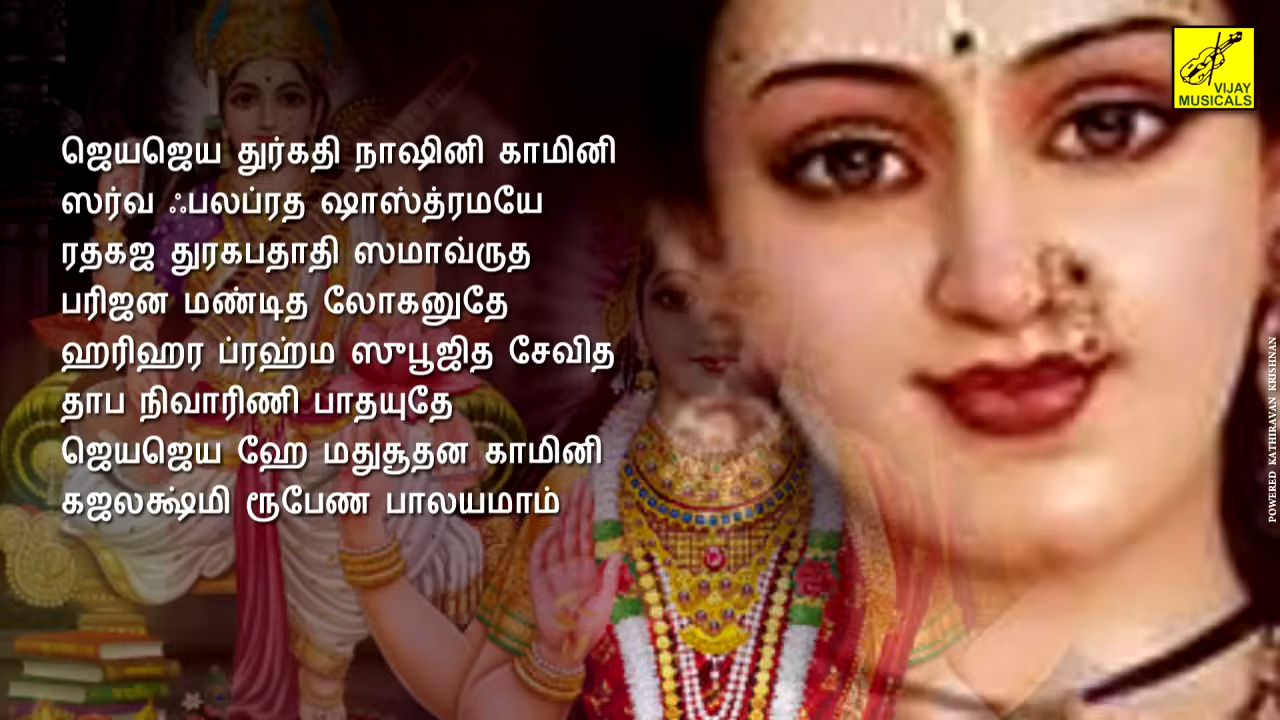 ஜெயஜெய துர்கதி நாஷினி காமினி
ஸர்வ ஃபலப்ரத ஷாஸ்த்ரமயே
ரதகஜ துரகபதாதி ஸமாவ்ருத
பரிஜன மண்டித லோகனுதே
ஹரிஹர ப்ரஹ்ம ஸுபூஜித சேவித
தாப நிவாரிணி பாதயுதே
ஜெயஜெய ஹே மதுசூதன காமினி
கஜலக்ஷ்மி ரூபேண பாலயமாம்
VIJAY
MUSICALS
POWERED KATHIRAVAN KRISHNAN